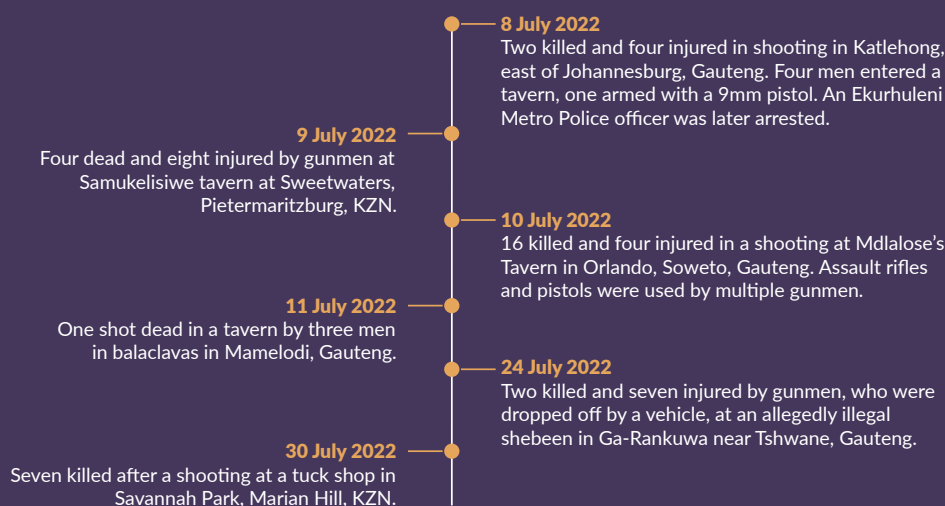 8 July 2022
Two killed and four injured in shooting in Katlehong,
east of Johannesburg, Gauteng. Four men entered a
tavern, one armed with a 9mm pistol. An Ekurhuleni
Metro Police officer was later arrested.
9 July 2022
Four dead and eight injured by gunmen at
Samukelisiwe tavern at Sweetwaters,
Pietermaritzburg, KZN.
10 July 2022
16 killed and four injured in a shooting at Mdlalose's
Tavern in Orlando, Soweto, Gauteng. Assault rifles
and pistols were used by multiple gunmen.
11 July 2022
One shot dead in a tavern by three men
in balaclavas in Mamelodi, Gauteng.
24 July 2022
Two killed and seven injured by gunmen, who were
dropped off by a vehicle, at an allegedly illegal
shebeen in Ga-Rankuwa near Tshwane, Gauteng.
30 July 2022
Seven killed after a shooting at a tuck shop in
Savannah Park, Marian Hill, KZN.